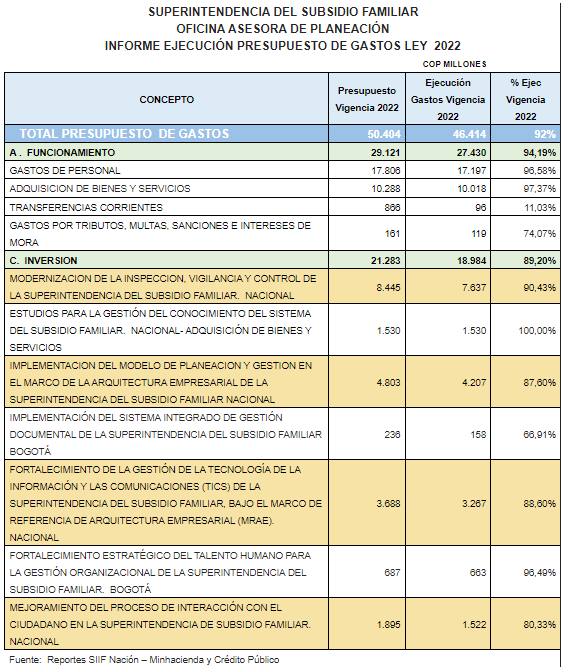 SUPERINTENDENCIA DEL SUBSIDIO FAMILIAR
OFICINA ASESORA DE PLANEACIÓN
INFORME EJECUCIÓN PRESUPUESTO DE GASTOS LEY 2022
COP MILLONES
CONCEPTO
Presupuesto
Vigencia 2022
Ejecución
Gastos Vigencia
2022
% Ejec
Vigencia
2022
TOTAL PRESUPUESTO DE GASTOS 50.404 46.414 92%
A . FUNCIONAMIENTO 29.121 27.430 94,19%
GASTOS DE PERSONAL 17.806 17.197 96,58%
ADQUISICION DE BIENES Y SERVICIOS 10.288 10.018 97,37%
TRANSFERENCIAS CORRIENTES 866 96 11,03%
GASTOS POR TRIBUTOS, MULTAS, SANCIONES E INTERESES DE
MORA 161 119 74,07%
C. INVERSION 21.283 18.984 89,20%
MODERNIZACION DE LA INSPECCION, VIGILANCIA Y CONTROL DE
LA SUPERINTENDENCIA DEL SUBSIDIO FAMILIAR. NACIONAL 8.445 7.637 90,43%
ESTUDIOS PARA LA GESTIÓN DEL CONOCIMIENTO DEL SISTEMA
DEL SUBSIDIO FAMILIAR. NACIONAL- ADQUISICIÓN DE BIENES Y
SERVICIOS 1.530 1.530 100,00%
IMPLEMENTACION DEL MODELO DE PLANEACION Y GESTION EN
EL MARCO DE LA ARQUITECTURA EMPRESARIAL DE LA
SUPERINTENDENCIA DEL SUBSIDIO FAMILIAR NACIONAL 4.803 4.207 87,60%
IMPLEMENTACIÓN DEL SISTEMA INTEGRADO DE GESTIÓN
DOCUMENTAL DE LA SUPERINTENDENCIA DEL SUBSIDIO FAMILIAR
BOGOTÁ 236 158 66,91%
FORTALECIMIENTO DE LA GESTIÓN DE LA TECNOLOGÍA DE LA
INFORMACIÓN Y LAS COMUNICACIONES (TICS) DE LA
SUPERINTENDENCIA DEL SUBSIDIO FAMILIAR, BAJO EL MARCO DE
REFERENCIA DE ARQUITECTURA EMPRESARIAL (MRAE).
NACIONAL 3.688 3.267 88,60%
FORTALECIMIENTO ESTRATÉGICO DEL TALENTO HUMANO PARA
LA GESTIÓN ORGANIZACIONAL DE LA SUPERINTENDENCIA DEL
SUBSIDIO FAMILIAR. BOGOTÁ 687 663 96,49%
MEJORAMIENTO DEL PROCESO DE INTERACCIÓN CON EL
CIUDADANO EN LA SUPERINTENDENCIA DE SUBSIDIO FAMILIAR.
NACIONAL 1.895 1.522 80,33%
Fuente: Reportes SIIF Nación – Minhacienda y Crédito Público